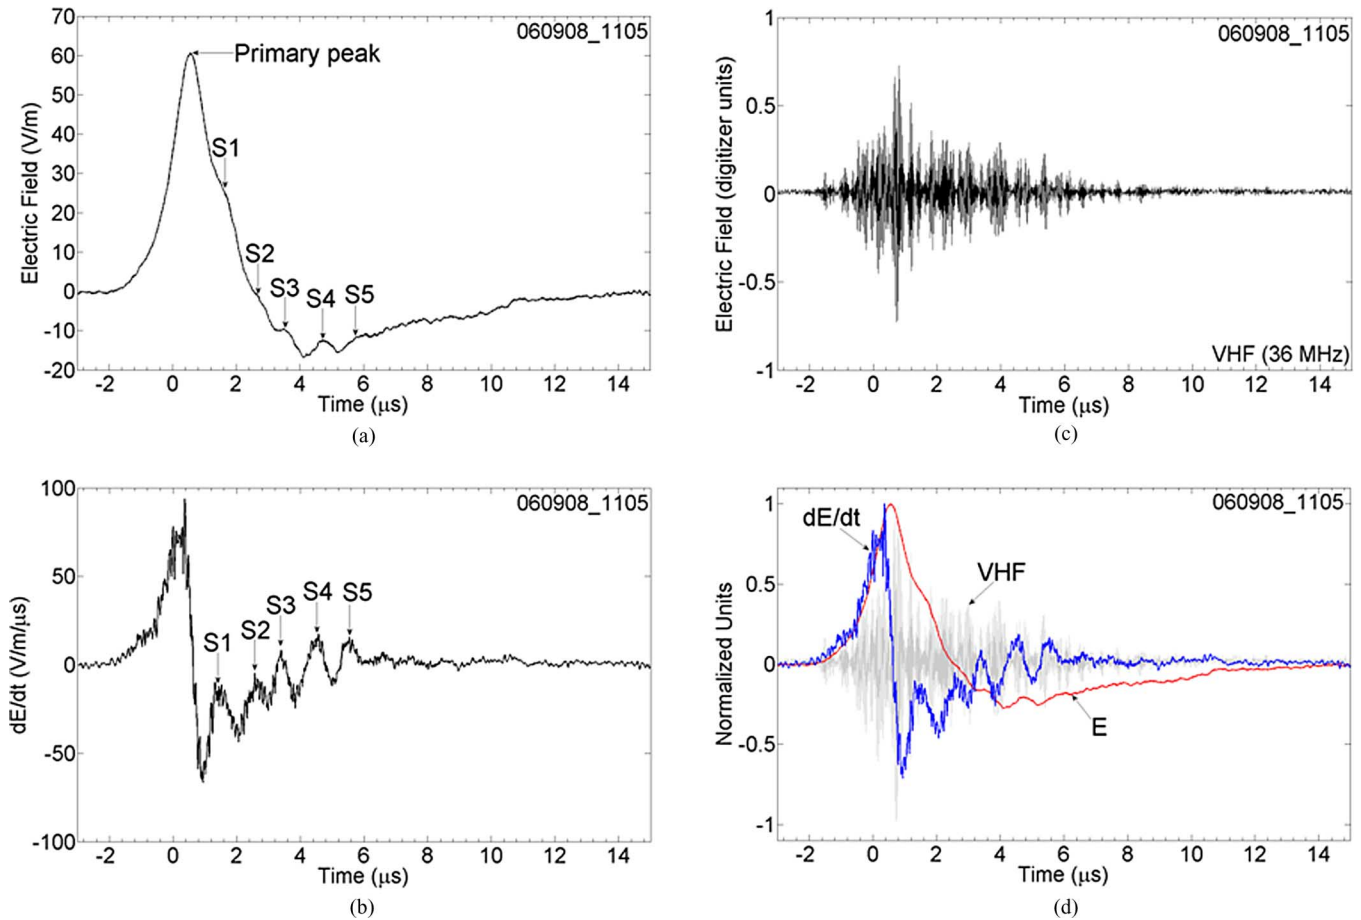 060908_1105
Primary peak
S1
S2
S3
S4
S5
Electric Field (V/m)
70
60
50
40
30
20
10
0
-10
-20
-2 0 2 4 6 8 10 12 14
Time (μs)
(a)
060908_1105
Electric Field (digitizer units)
1
0.5
0
-0.5
-1
VHF (36 MHz)
-2 0 2 4 6 8 10 12 14
Time (μs)
(c)
060908_1105
S1
S2
S3
S4
S5
dE/dt (V/m/μs)
100
50
0
-50
-100
-2 0 2 4 6 8 10 12 14
Time (μs)
(b)
060908_1105
dE/dt
VHF
E
Normalized Units
1
0.5
0
-0.5
-1
-2 0 2 4 6 8 10 12 14
Time (μs)
(d)